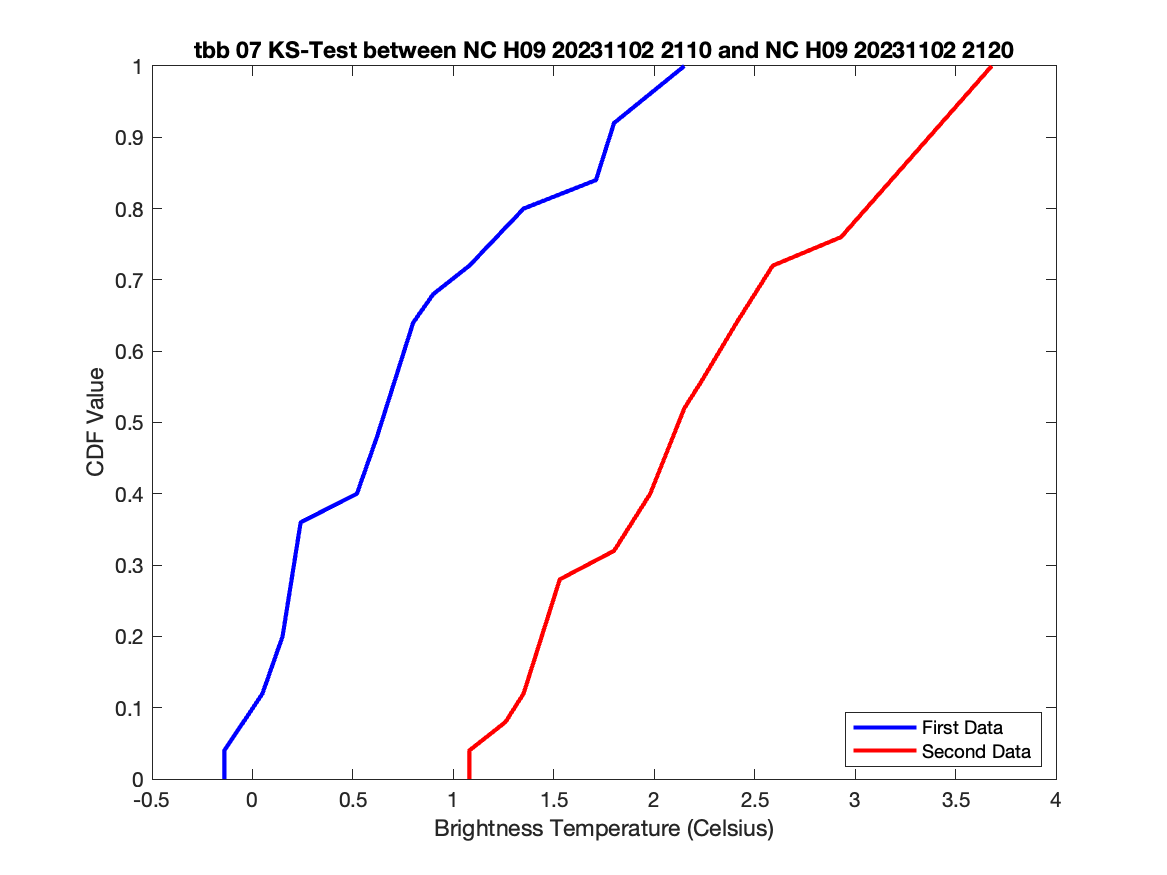 tbb 07 KS-Test between NC H09 20231102 2110 and NC H09 20231102 2120
1
0.9
0.8
0.7
0.6
0.5
0.4
0.3
0.2
0.1
0
CDF Value
First Data
Second Data
-0.5 0 0.5 1 1.5 2 2.5 3 3.5 4
Brightness Temperature (Celsius)